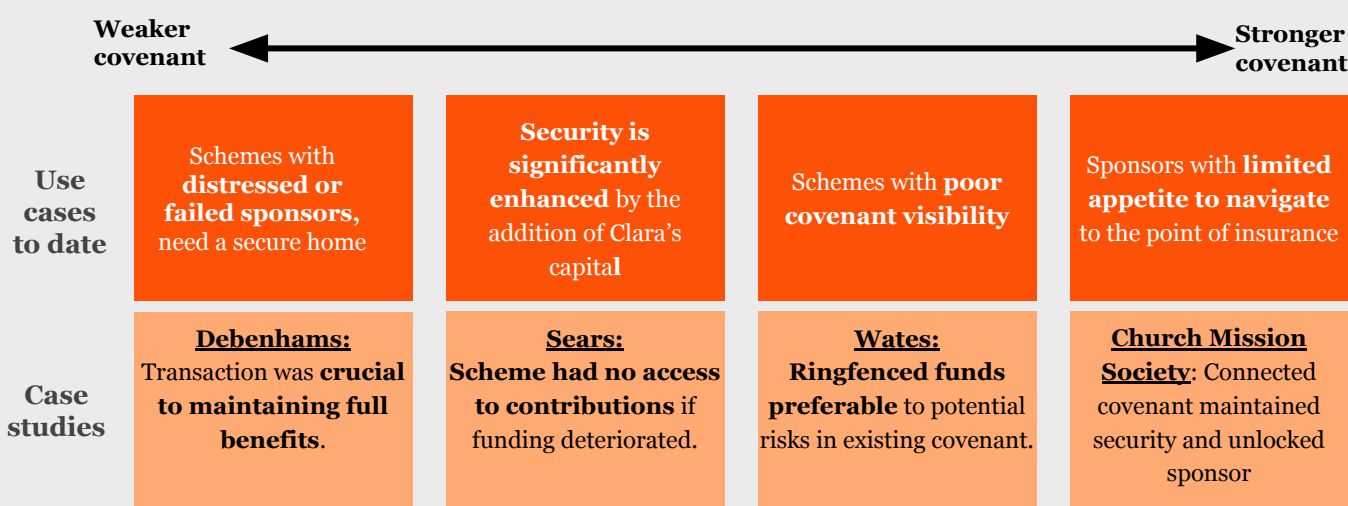 Weaker
covenant
Stronger
covenant
Use
cases
to date
Schemes with
distressed or
failed sponsors,
need a secure home
Security is
significantly
enhanced by the
addition of Clara's
capital
Schemes with poor
covenant visibility
Sponsors with limited
appetite to navigate
to the point of insurance
Case
studies
Debenhams:
Transaction was crucial
to maintaining full
benefits.
Sears:
Scheme had no access
to contributions if
funding deteriorated.
Wates:
Ringfenced funds
preferable to potential
risks in existing covenant.
Church Mission
Society: Connected
covenant maintained
security and unlocked
sponsor